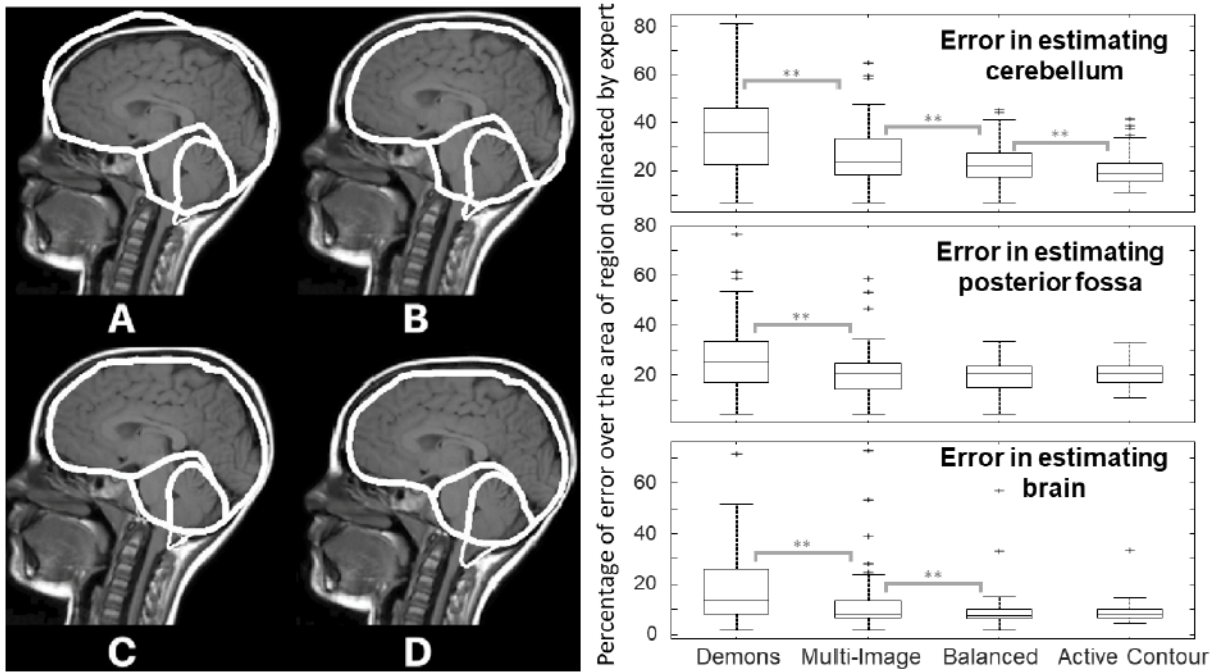 A
B
C
D
Percentage of error over the area of region delineated by expert
80
60
40
20
Error in estimating
cerebellum
**
**
**
80
60
40
20
Error in estimating
posterior fossa
**
60
40
20
0
Error in estimating
brain
**
**
Demons Multi-Image Balanced Active Contour